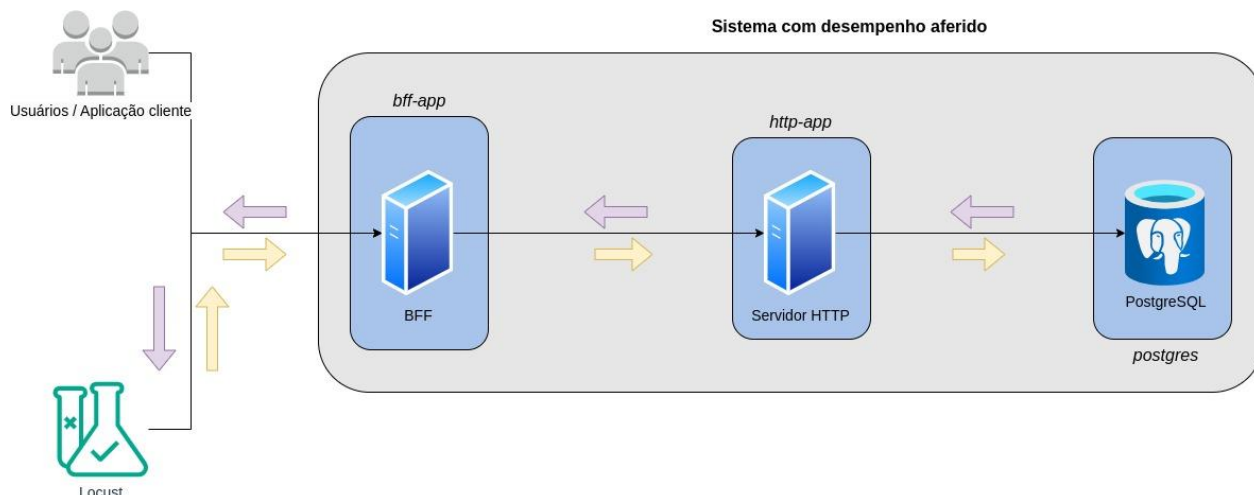 Sistema com desempenho aferido
Usuários / Aplicação cliente
bff-app
http-app
BFF
Servidor HTTP
PostgreSQL
postgres
Locust